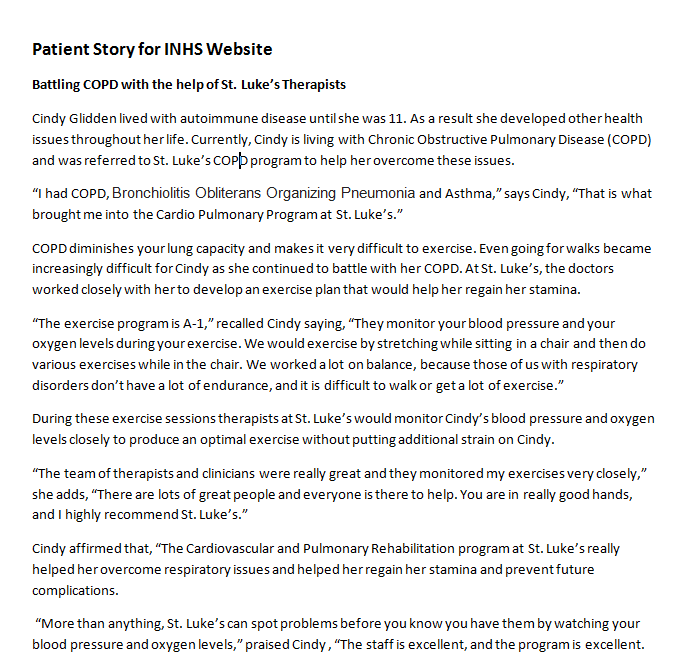 Patient Story for INHS Website
Battling COPD with the help of St. Luke's Therapists
Cindy Glidden lived with autoimmune disease until she was 11. As a result she developed other health
issues throughout her life. Currently, Cindy is living with Chronic Obstructive Pulmonary Disease (COPD)
and was referred to St. Luke's COPD program to help her overcome these issues.
“I had COPD, Bronchiolitis Obliterans Organizing Pneumonia and Asthma,” says Cindy, “That is what
brought me into the Cardio Pulmonary Program at St. Luke's.”
COPD diminishes your lung capacity and makes it very difficult to exercise. Even going for walks became
increasingly difficult for Cindy as she continued to battle with her COPD. At St. Luke's, the doctors
worked closely with her to develop an exercise plan that would help her regain her stamina.
“The exercise program is A-1,” recalled Cindy saying, “They monitor your blood pressure and your
oxygen levels during your exercise. We would exercise by stretching while sitting in a chair and then do
various exercises while in the chair. We worked a lot on balance, because those of us with respiratory
disorders don't have a lot of endurance, and it is difficult to walk or get a lot of exercise.”
During these exercise sessions therapists at St. Luke's would monitor Cindy's blood pressure and oxygen
levels closely to produce an optimal exercise without putting additional strain on Cindy.
“The team of therapists and clinicians were really great and they monitored my exercises very closely,”
she adds, “There are lots of great people and everyone is there to help. You are in really good hands,
and I highly recommend St. Luke's.”
Cindy affirmed that, “The Cardiovascular and Pulmonary Rehabilitation program at St. Luke's really
helped her overcome respiratory issues and helped her regain her stamina and prevent future
complications.
“More than anything, St. Luke's can spot problems before you know you have them by watching your
blood pressure and oxygen levels,” praised Cindy, “The staff is excellent, and the program is excellent.